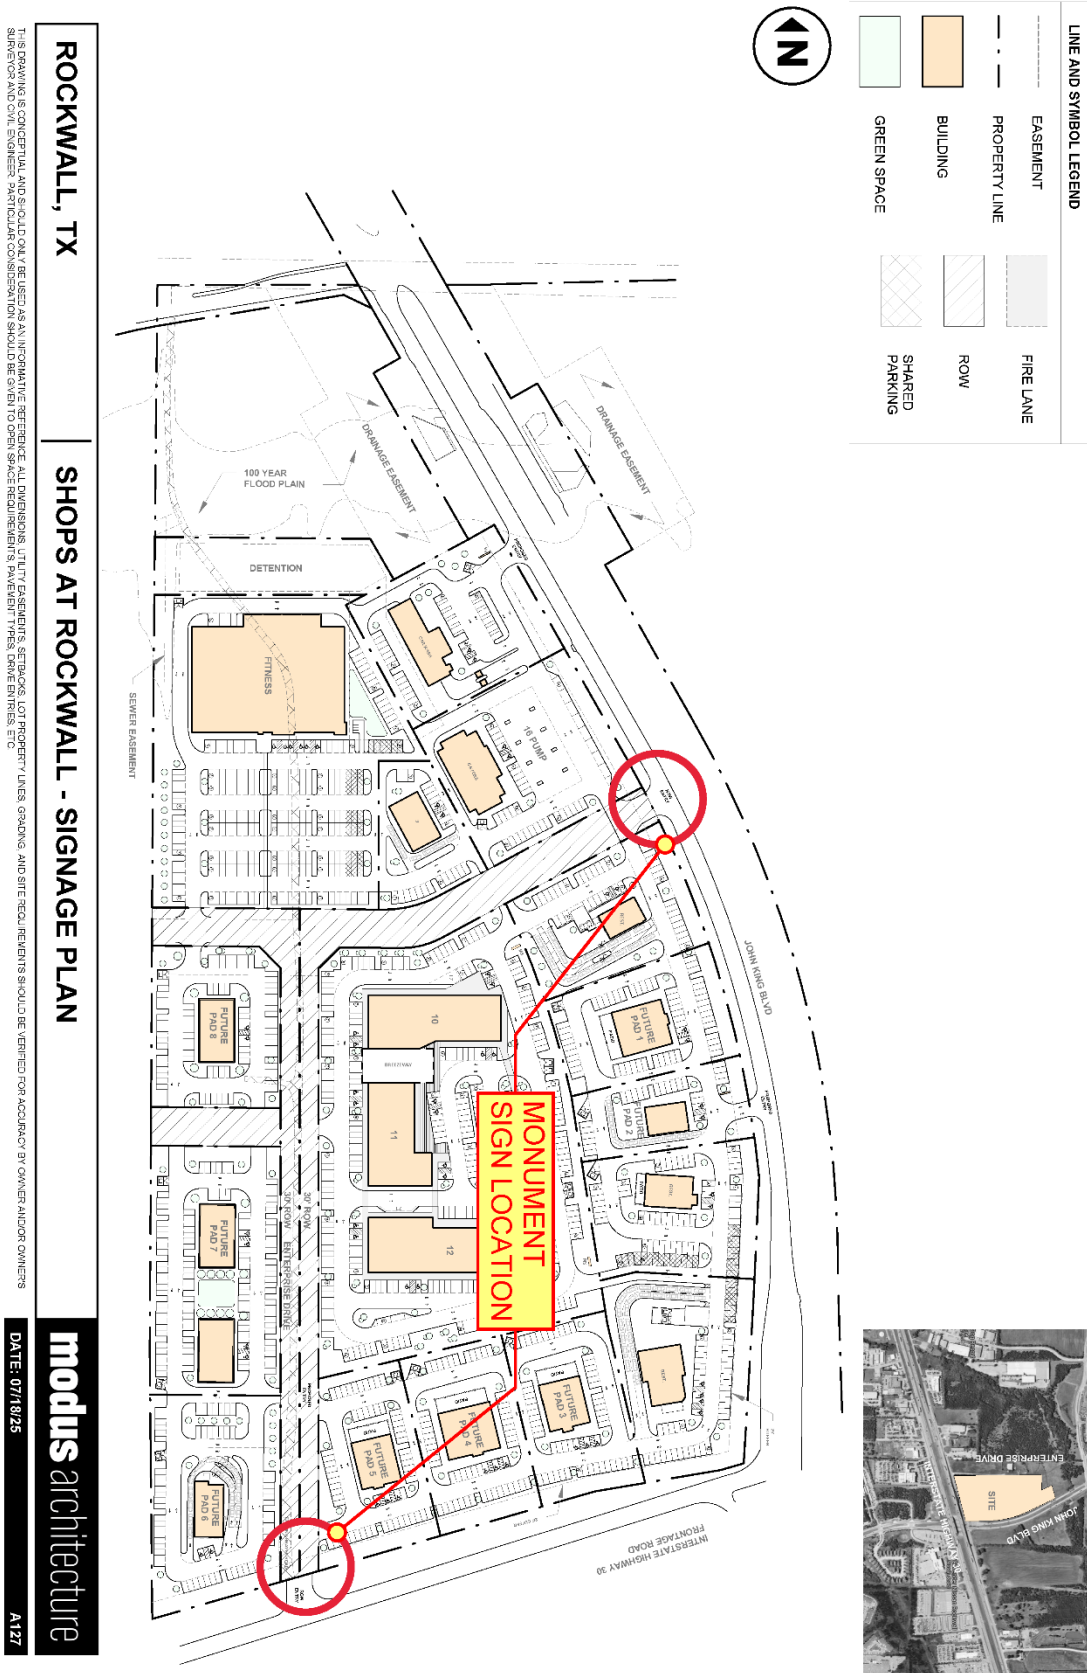 LINE AND SYMBOL LEGEND
EASEMENT
PROPERTY LINE
BUILDING
GREEN SPACE
FIRE LANE
ROW
SHARED
PARKING
N
ROCKWALL, TX
SHOPS AT ROCKWALL - SIGNAGE PLAN
THIS DRAWING IS CONCEPTUAL AND SHOULD ONLY BE USED AS AN INFORMATIVE REFERENCE. ALL DIMENSIONS, UTILITY EASEMENTS, SETBACKS, LOT PROPERTY LINES, GRADING, AND SITE REQUIREMENTS SHOULD BE VERIFIED FOR ACCURACY BY OWNER AND/OR OWNER'S
SURVEYOR AND CIVIL ENGINEER. PARTICULAR CONSIDERATION SHOULD BE GIVEN TO OPEN SPACE REQUIREMENTS, PAVEMENT TYPES, DRIVE ENTRIES, ETC.
modus architecture
DATE: 07/18/25
A127
DRAINAGE EASEMENT
DRAINAGE EASEMENT
100 YEAR
FLOOD PLAIN
DETENTION
FITNESS
SEWER EASEMENT
16 PUMP
JOHN KING BLVD
FUTURE
PAD 1
FUTURE
PAD 2
FUTURE
PAD 3
FUTURE
PAD 4
FUTURE
PAD 5
FUTURE
PAD 6
FUTURE
PAD 7
FUTURE
PAD 8
10
BREEZEWAY
11
12
30' ROW
30' ROW
ENTERPRISE DRIVE
MONUMENT
SIGN LOCATION
INTERSTATE HIGHWAY 30
FRONTAGE ROAD
ENTERPRISE DRIVE
SITE
JOHN KING BLVD
INTERSTATE HIGHWAY 30